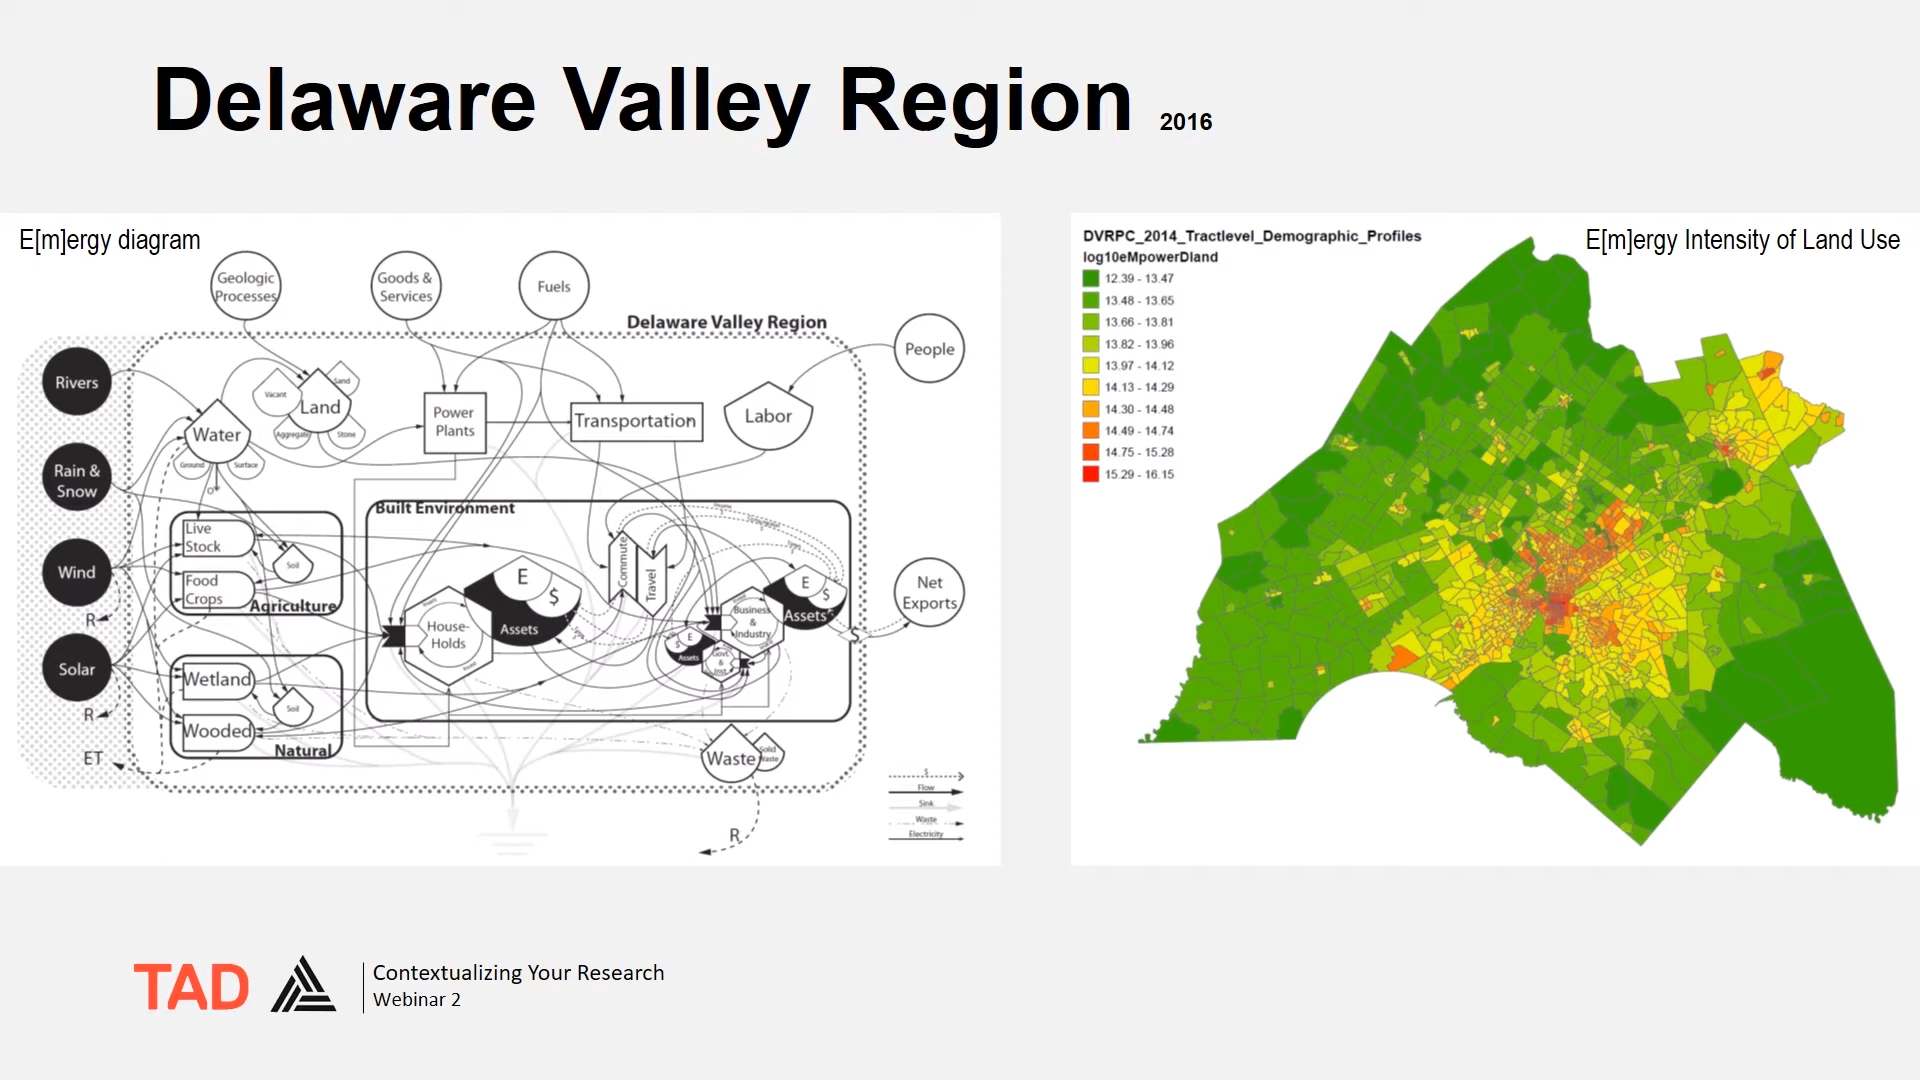 Delaware Valley Region 2016
E[m]ergy diagram
Geologic
Processes
Goods &
Services
Fuels
Delaware Valley Region
People
Rivers
Rain &
Snow
Wind
Solar
R
R
ET
Water
Ground
Surface
Land
Vacant
Sand
Aggregate
Stone
Power
Plants
Transportation
Labor
Live
Stock
Food
Crops
Soil
Agriculture
Wetland
Wooded
Soil
Natural
Built Environment
House-
Holds
E
$
Assets
Commute
Travel
Business
&
Industry
E
$
Assets
E
$
Assets
Govt.
&
Inst.
$
Net
Exports
Waste
Solid
Waste
R
$
Flow
Sink
Waste
Electricity
E[m]ergy Intensity of Land Use
DVRPC_2014_Tractlevel_Demographic_Profiles
log10eMpowerDland
12.39 - 13.47
13.48 - 13.65
13.66 - 13.81
13.82 - 13.96
13.97 - 14.12
14.13 - 14.29
14.30 - 14.48
14.49 - 14.74
14.75 - 15.28
15.29 - 16.15
TAD
Contextualizing Your Research
Webinar 2